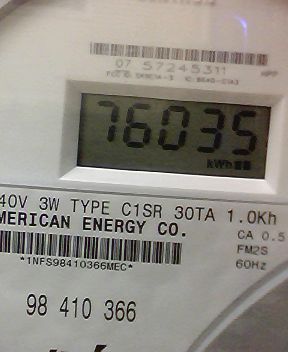 07 57245311
76035
kWh
40V 3W TYPE C1SR 30TA 1.0Kh
MERICAN ENERGY CO.
CA 0.5
FM2S
*1NFS98410366MEC*
60Hz
98 410 366